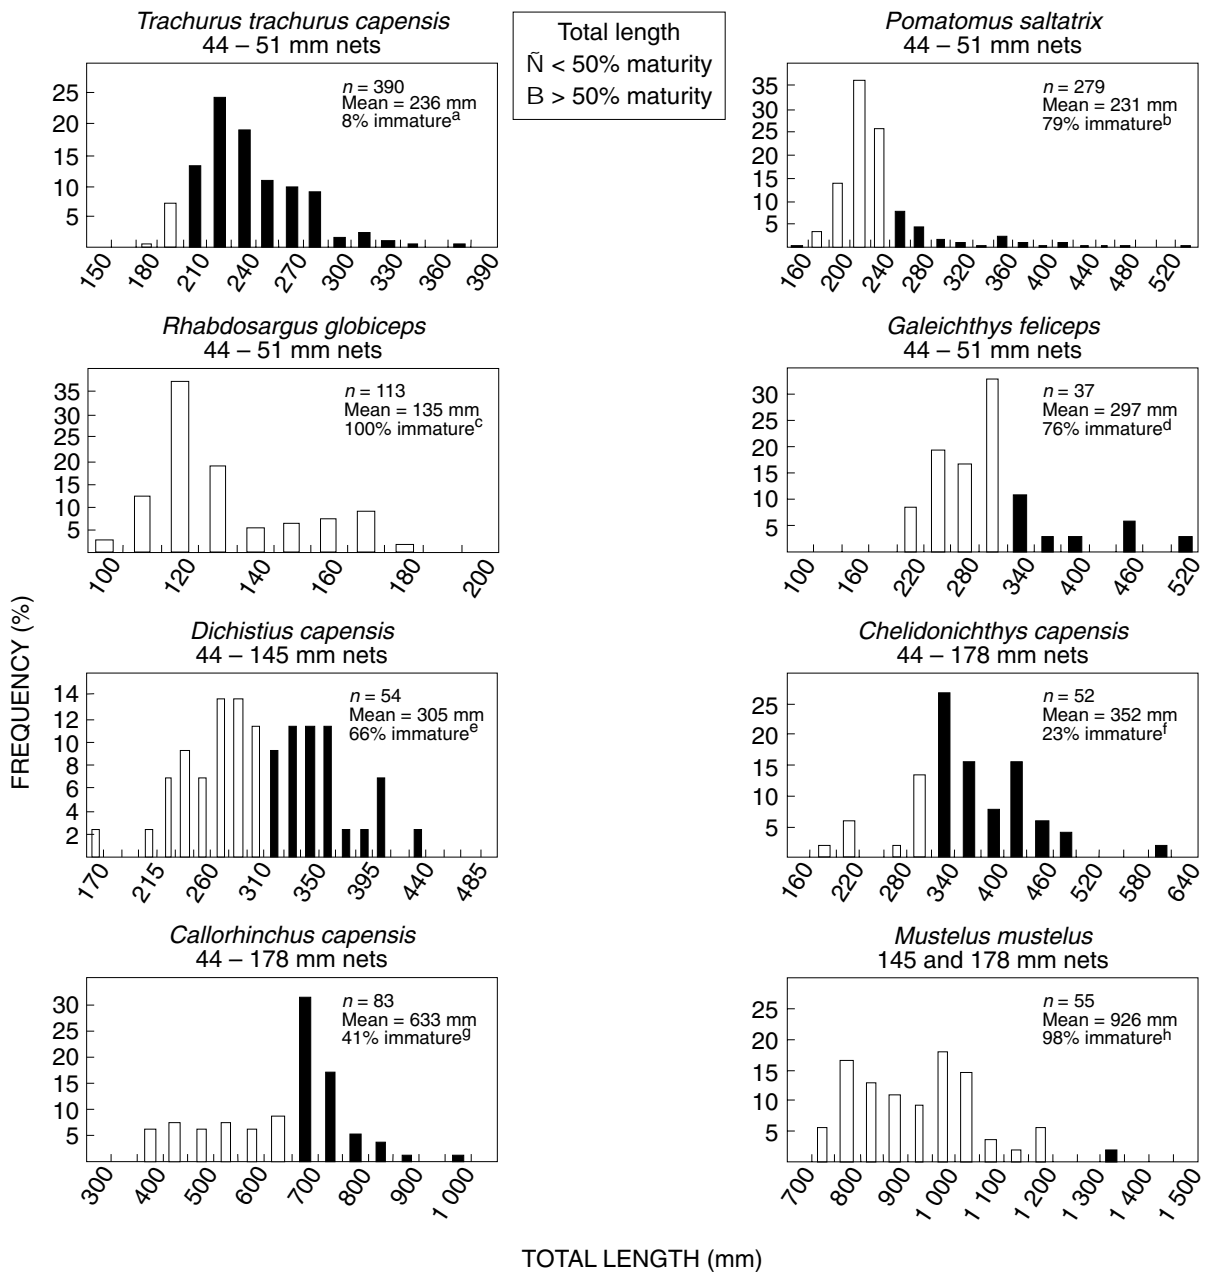 Trachurus trachurus capensis
44 – 51 mm nets
n = 390
Mean = 236 mm
8% immatureᵃ
25
20
15
10
5
150 180 210 240 270 300 330 360 390
Total length
Ñ < 50% maturity
B > 50% maturity
Pomatomus saltatrix
44 – 51 mm nets
n = 279
Mean = 231 mm
79% immatureᵇ
35
30
25
20
15
10
5
160 200 240 280 320 360 400 440 480 520
Rhabdosargus globiceps
44 – 51 mm nets
n = 113
Mean = 135 mm
100% immatureᶜ
35
30
25
20
15
10
5
100 120 140 160 180 200
Galeichthys feliceps
44 – 51 mm nets
n = 37
Mean = 297 mm
76% immatureᵈ
30
25
20
15
10
5
100 160 220 280 340 400 460 520
Dichistius capensis
44 – 145 mm nets
n = 54
Mean = 305 mm
66% immatureᵉ
14
12
10
8
6
4
2
170 215 260 310 350 395 440 485
Chelidonichthys capensis
44 – 178 mm nets
n = 52
Mean = 352 mm
23% immatureᶠ
25
20
15
10
5
160 220 280 340 400 460 520 580 640
Callorhinchus capensis
44 – 178 mm nets
n = 83
Mean = 633 mm
41% immatureᵍ
30
25
20
15
10
5
300 400 500 600 700 800 900 1 000
Mustelus mustelus
145 and 178 mm nets
n = 55
Mean = 926 mm
98% immatureʰ
25
20
15
10
5
700 800 900 1 000 1 100 1 200 1 300 1 400 1 500
FREQUENCY (%)
TOTAL LENGTH (mm)